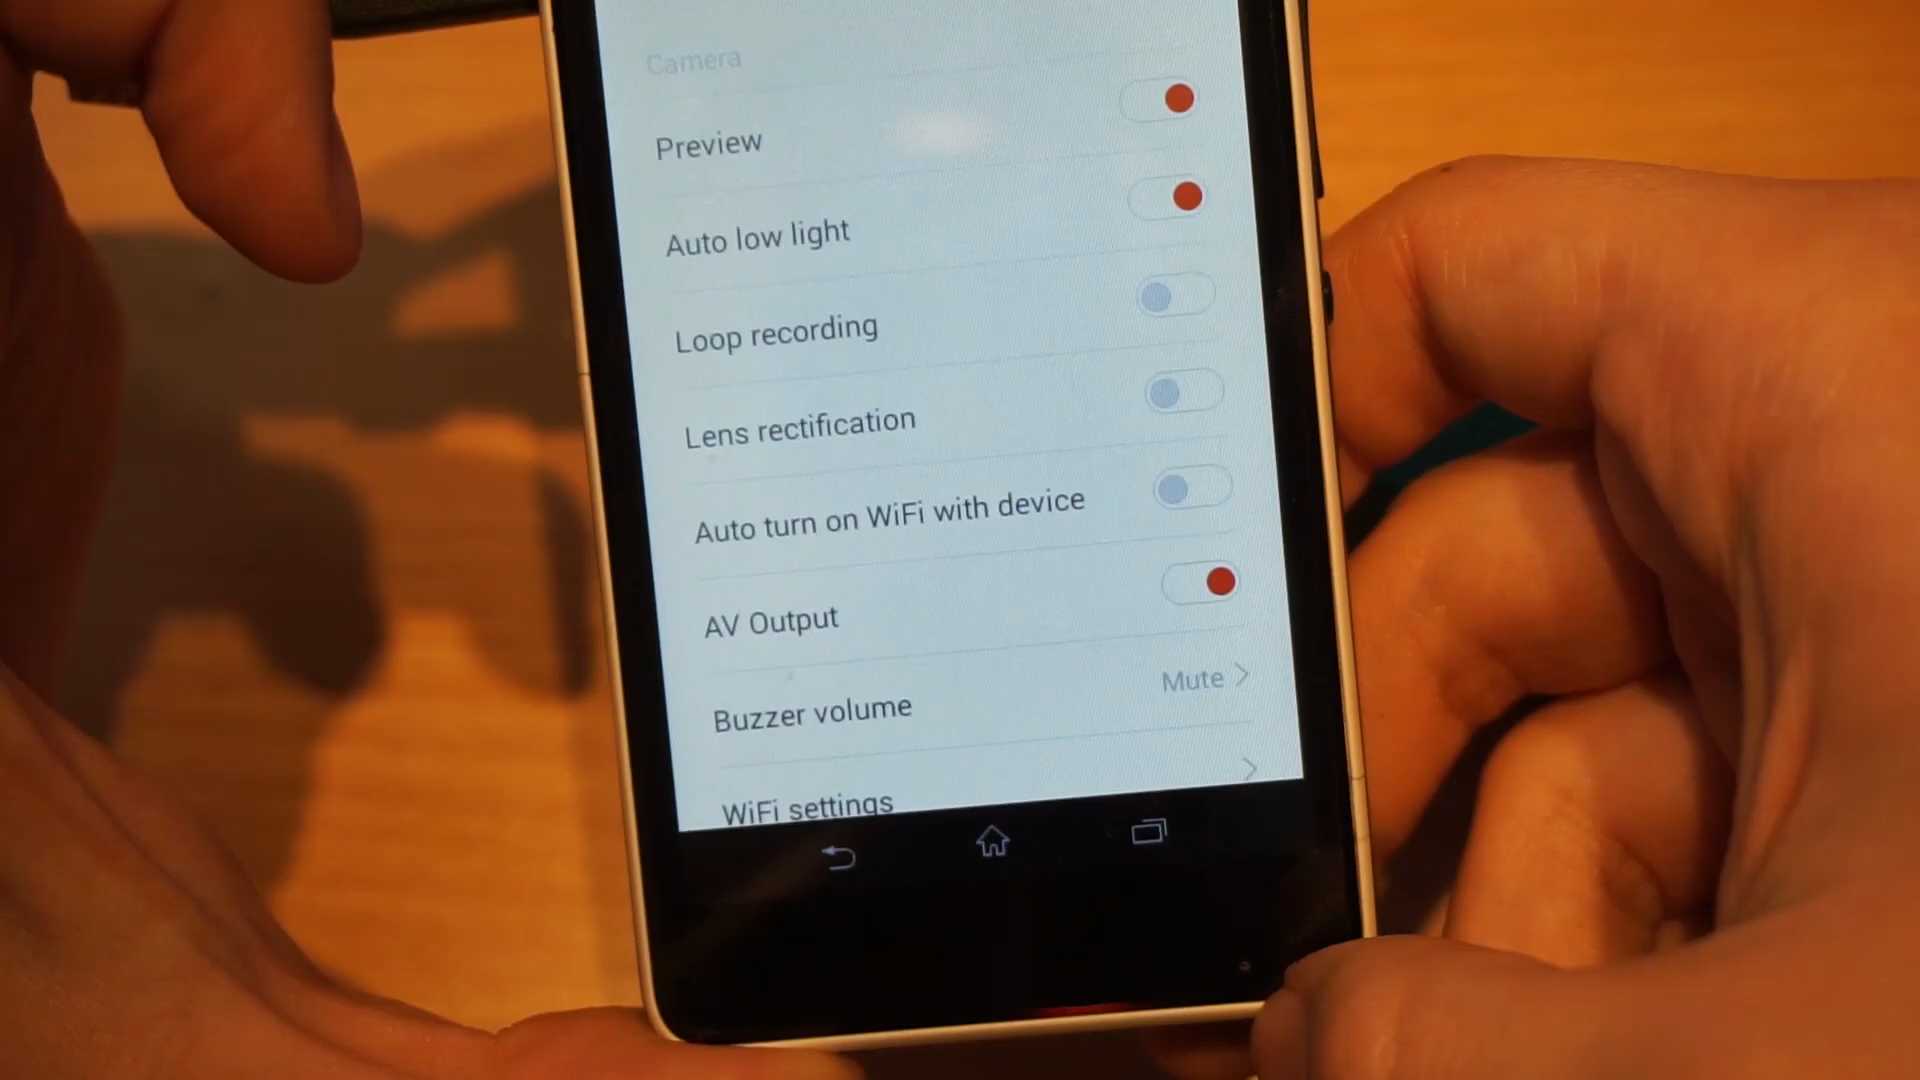 Camera
Preview
Auto low light
Loop recording
Lens rectification
Auto turn on WiFi with device
AV Output
Buzzer volume Mute
WiFi settings